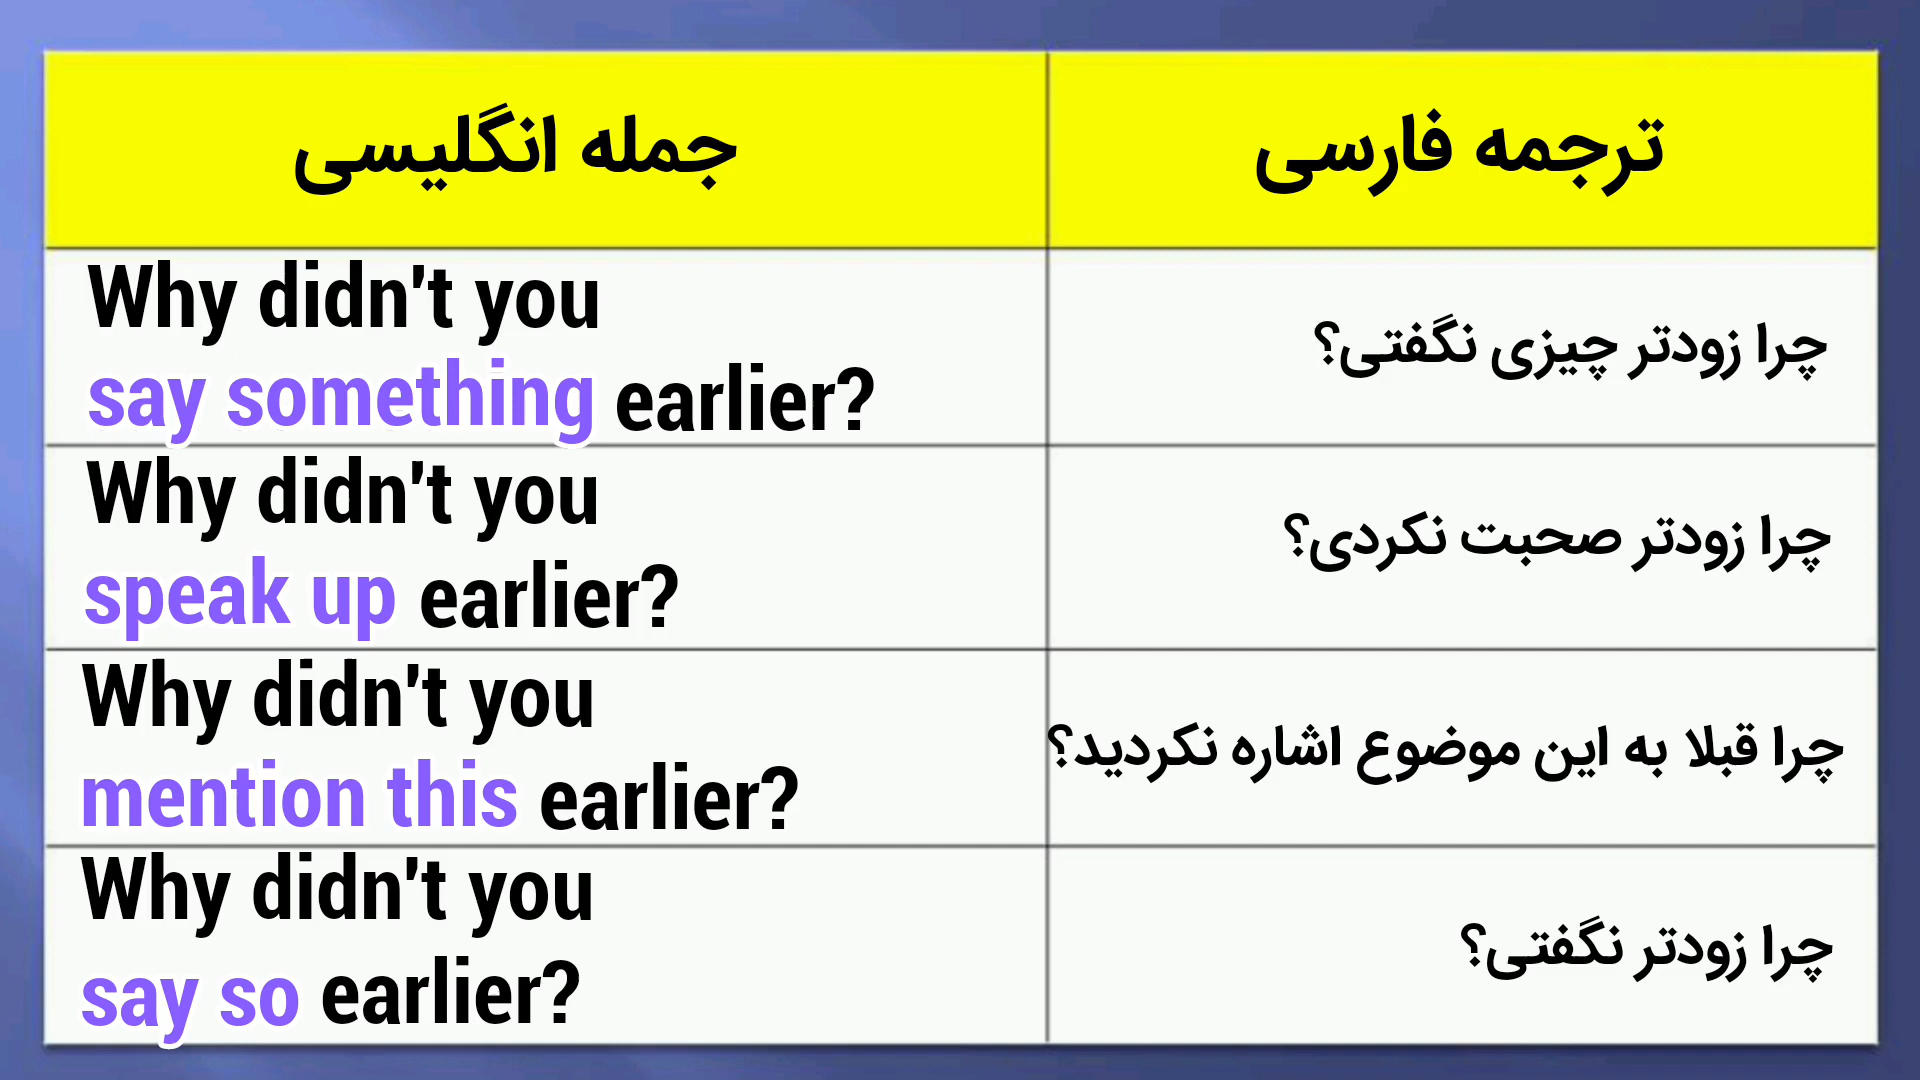 جمله انگلیسی
ترجمه فارسی
Why didn't you
say something earlier?
چرا زودتر چیزی نگفتی؟
Why didn't you
speak up earlier?
چرا زودتر صحبت نکردی؟
Why didn't you
mention this earlier?
چرا قبلا به این موضوع اشاره نکردید؟
Why didn't you
say so earlier?
چرا زودتر نگفتی؟